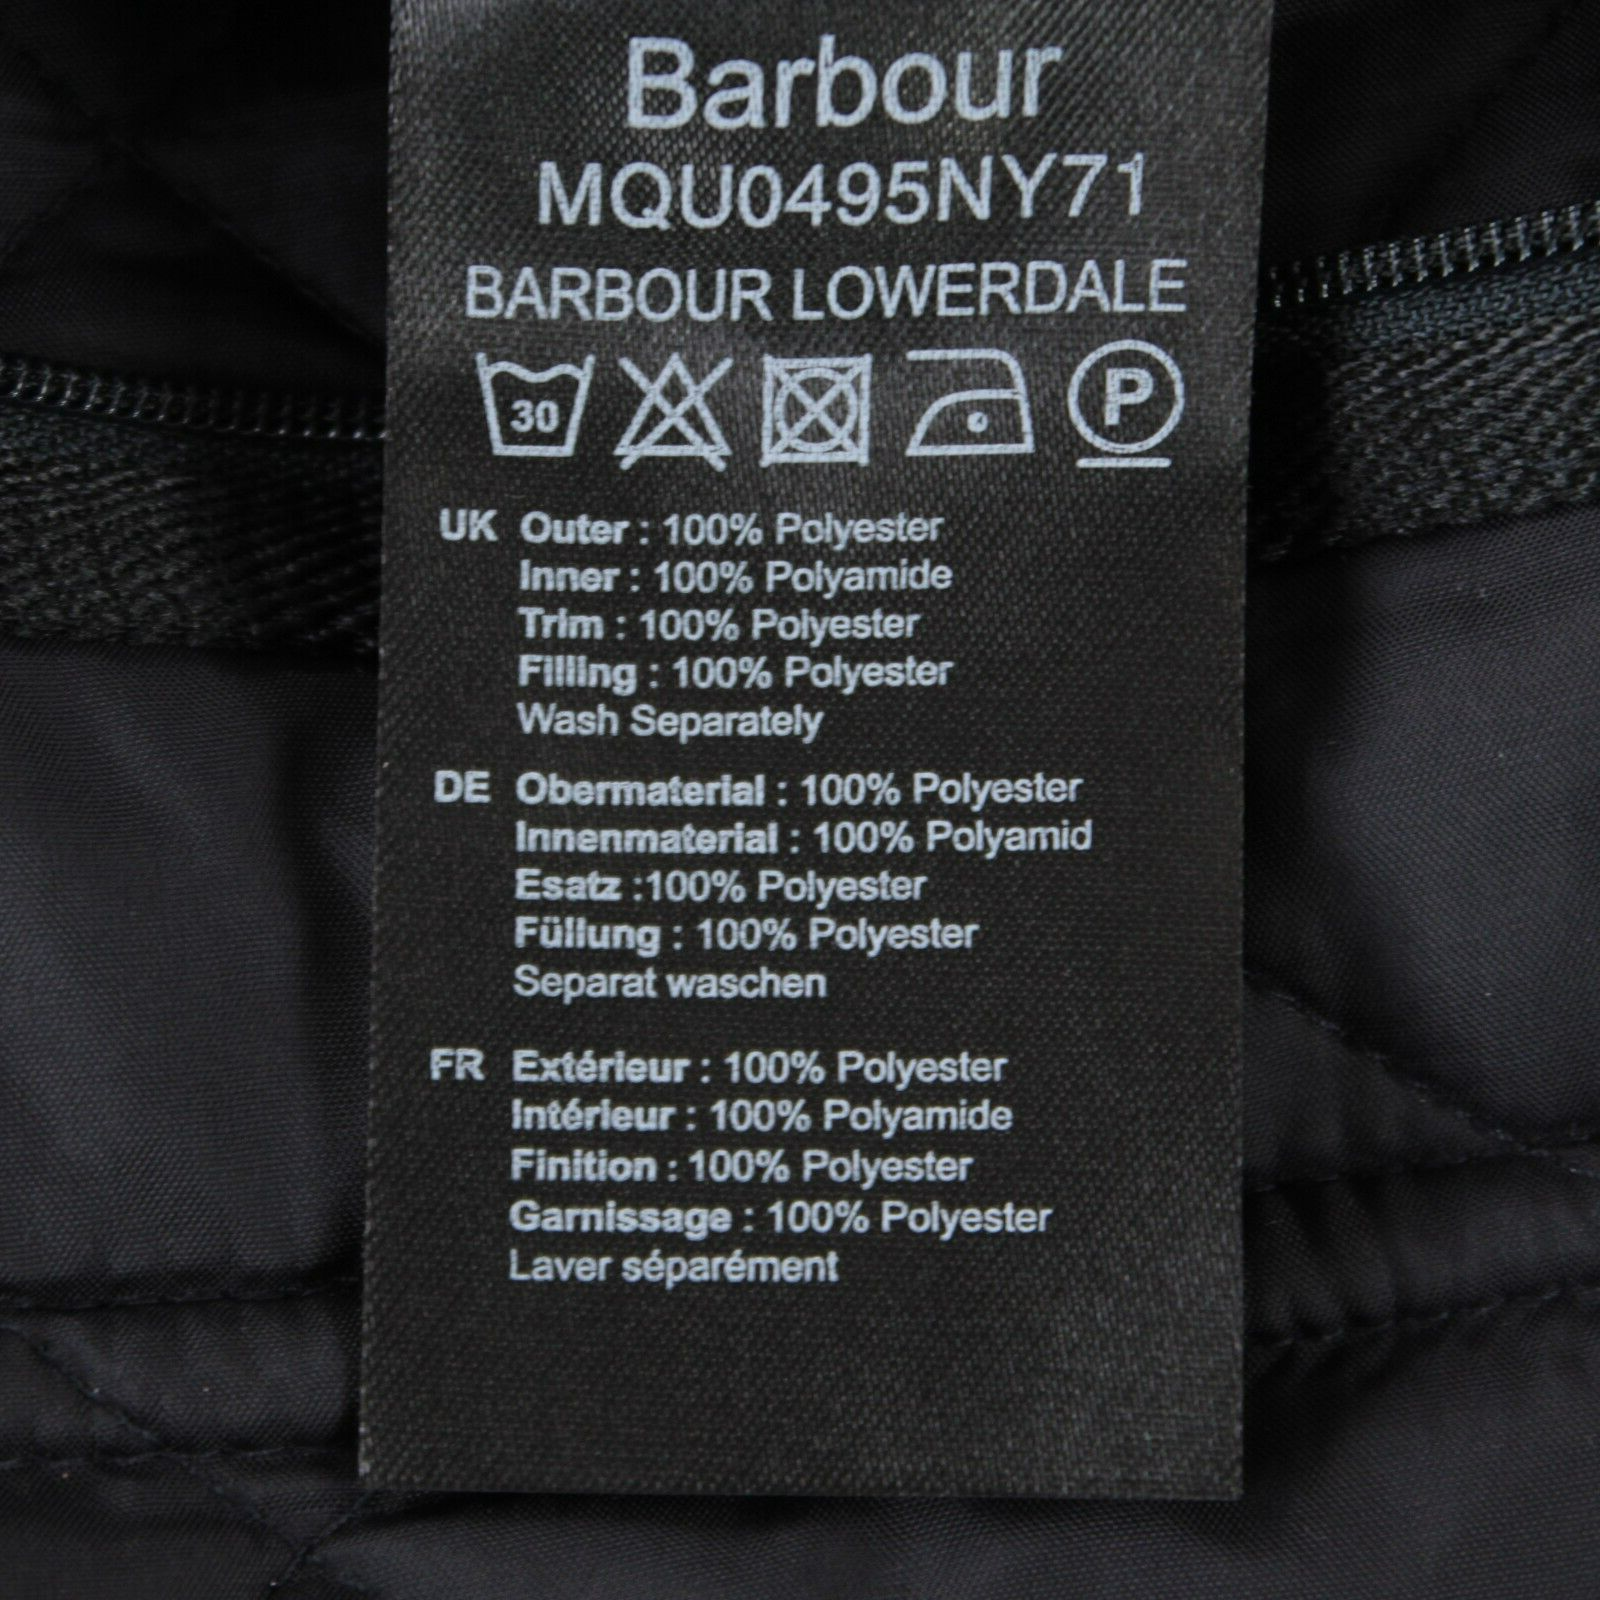 Barbour
MQU0495NY71
BARBOUR LOWERDALE
30 P
UK Outer : 100% Polyester
Inner : 100% Polyamide
Trim : 100% Polyester
Filling : 100% Polyester
Wash Separately
DE Obermaterial : 100% Polyester
Innenmaterial : 100% Polyamid
Esatz :100% Polyester
Füllung : 100% Polyester
Separat waschen
FR Extérieur : 100% Polyester
Intérieur : 100% Polyamide
Finition : 100% Polyester
Garnissage : 100% Polyester
Laver séparément